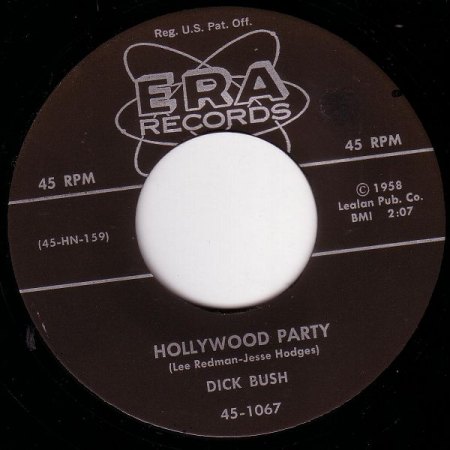 Reg. U.S. Pat. Off.
ERA
RECORDS
45 RPM
45 RPM
© 1958
Lealan Pub. Co.
BMI 2:07
(45-HN-159)
HOLLYWOOD PARTY
(Lee Redman-Jesse Hodges)
DICK BUSH
45-1067